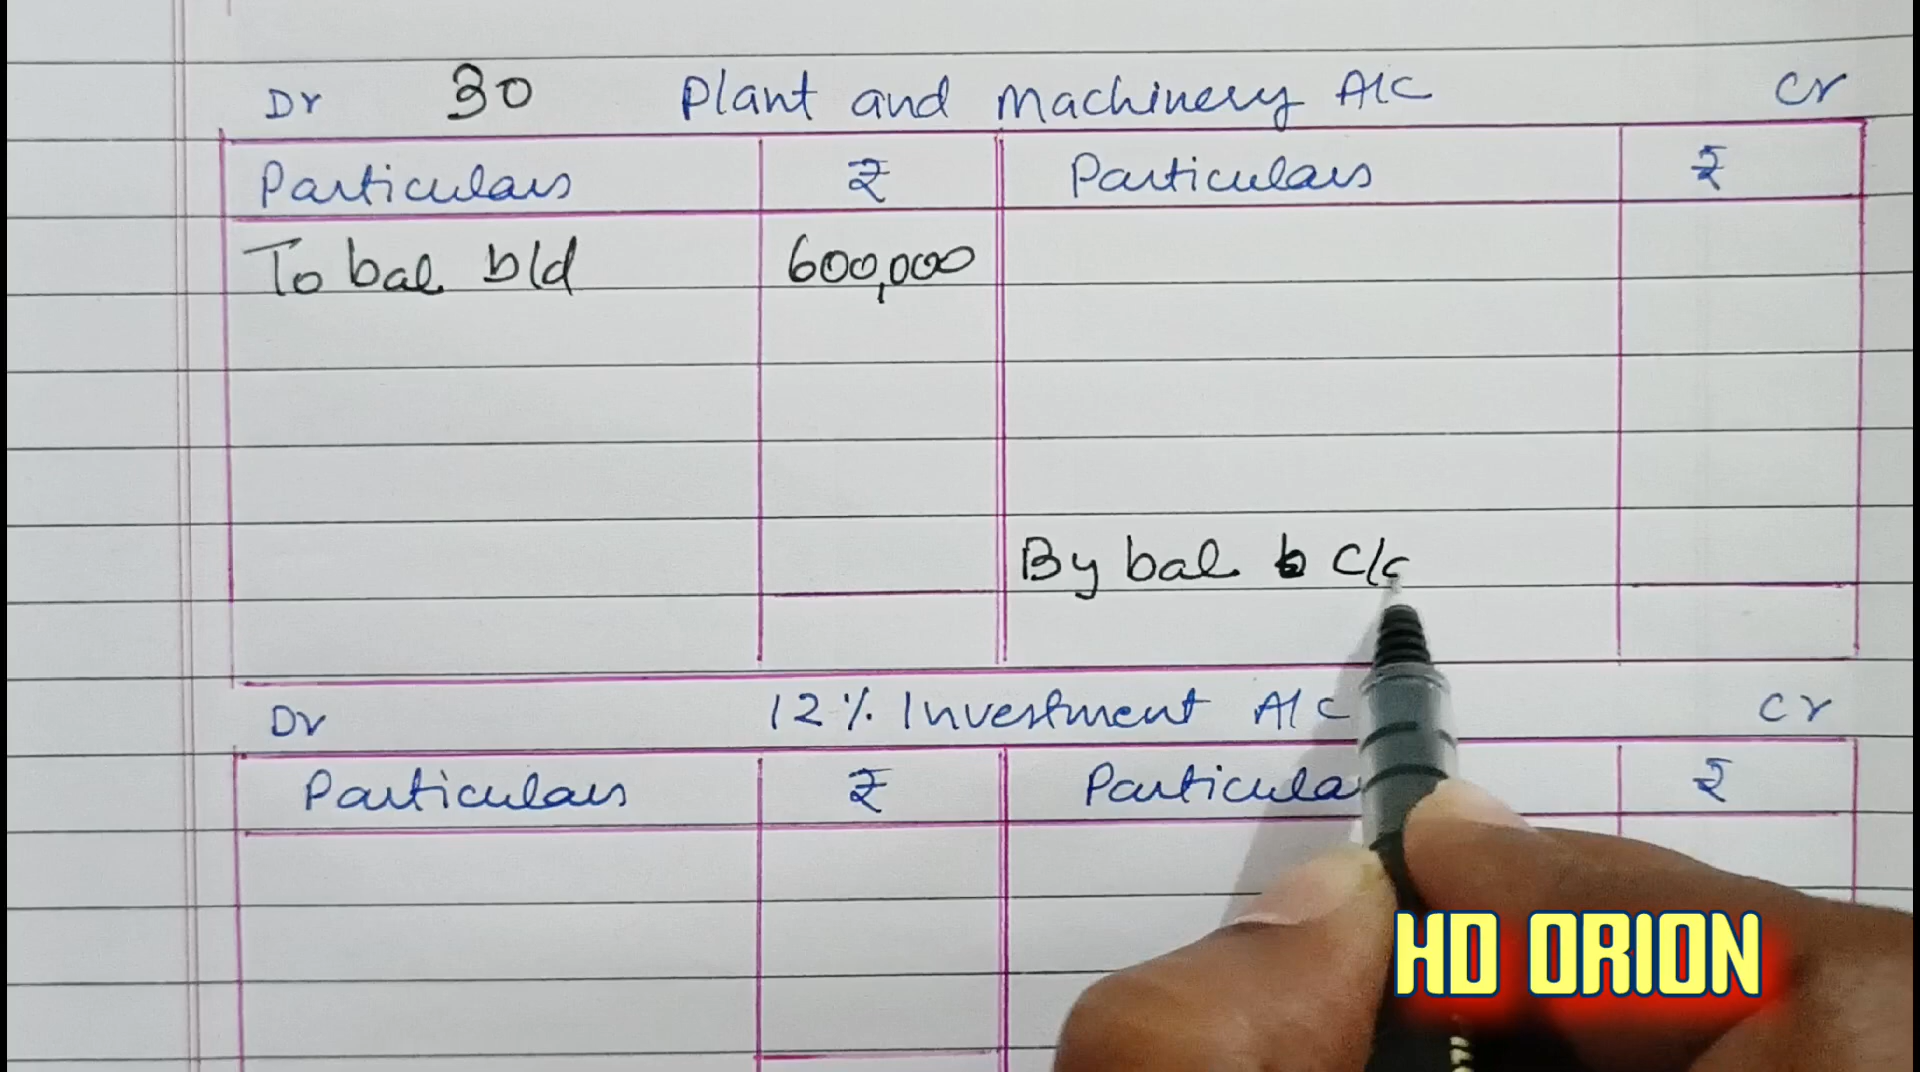 Dr 30 Plant and Machinery A/C Cr
Particulars ₹ Particulars ₹
To bal b/d 600,000
By bal c/c
Dr 12% Investment A/C Cr
Particulars ₹ Particula ₹
HD ORION